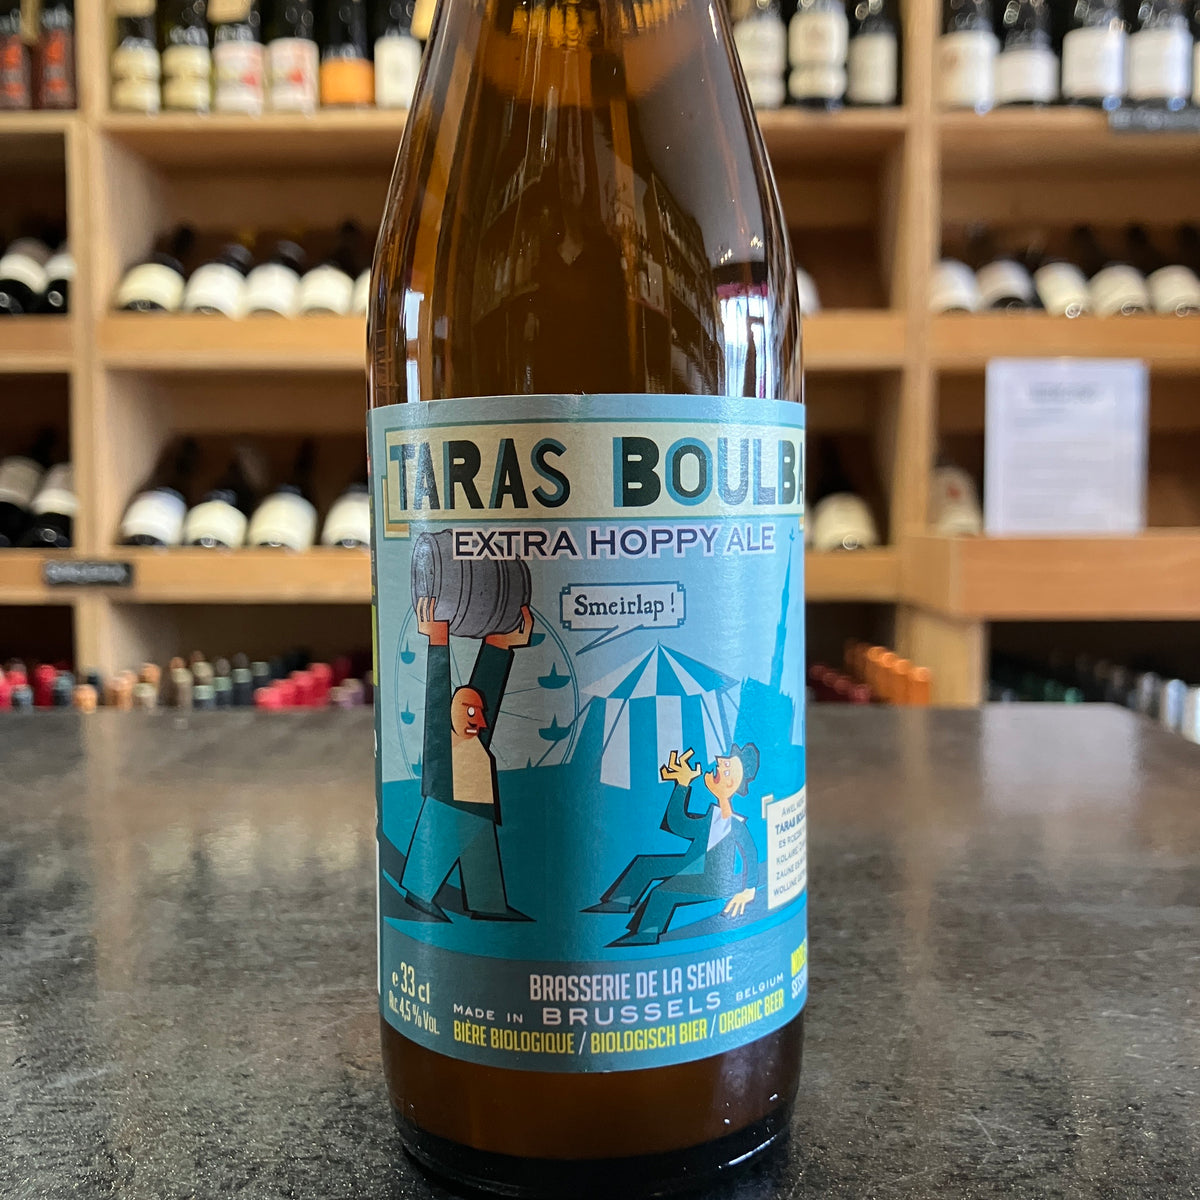 TARAS BOULBA
EXTRA HOPPY ALE
Smeirlap !
TARAS
e 33 cl
Alc. 4,5 % Vol.
BRASSERIE DE LA SENNE
MADE IN BRUSSELS BELGIUM
BIÈRE BIOLOGIQUE / BIOLOGISCH BIER / ORGANIC BEER